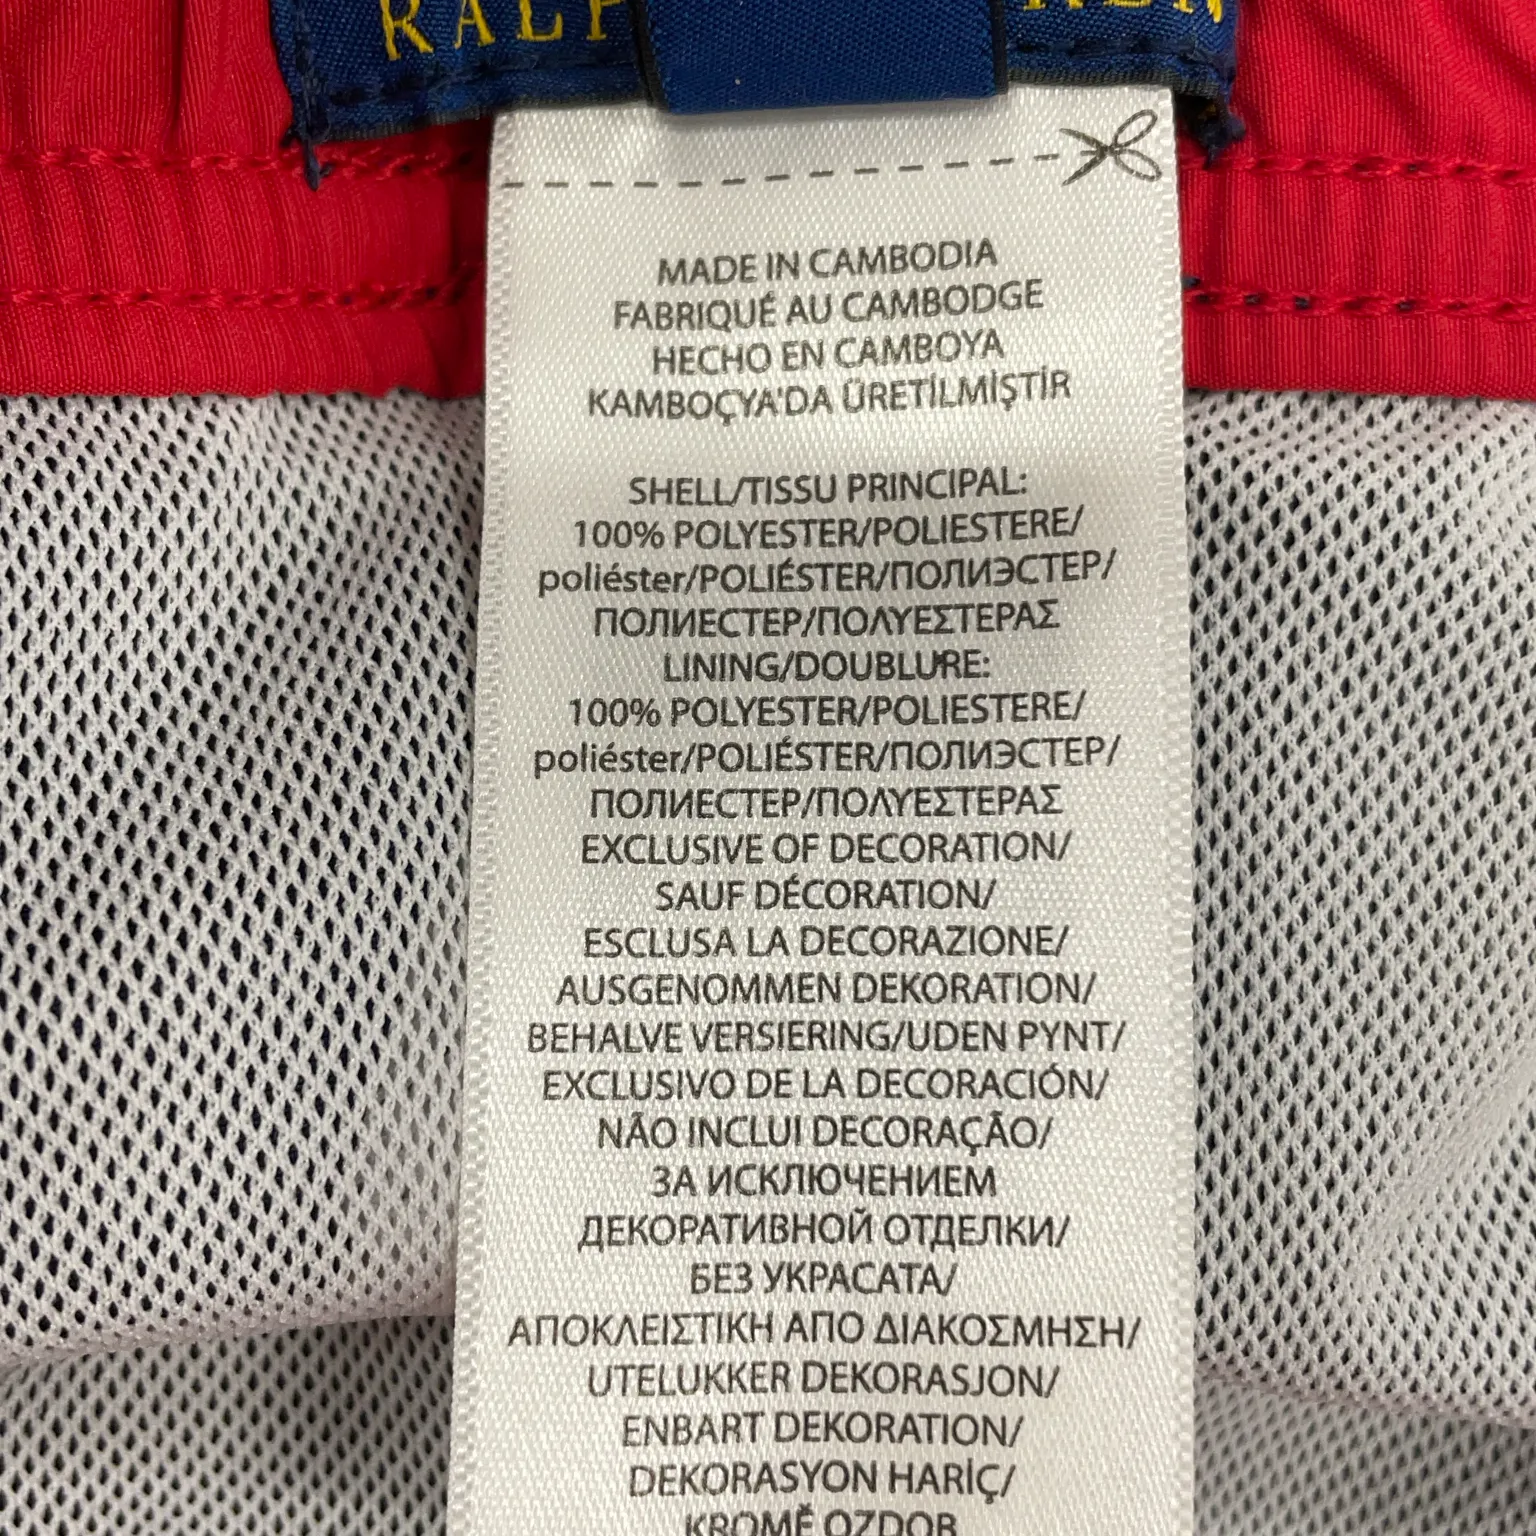 RALP
MADE IN CAMBODIA
FABRIQUÉ AU CAMBODGE
HECHO EN CAMBOYA
KAMBOÇYA'DA ÜRETİLMİŞTİR
SHELL/TISSU PRINCIPAL:
100% POLYESTER/POLIESTERE/
poliéster/POLIÉSTER/ПОЛИЭСТЕР/
ПОЛИЕСТЕР/ΠΟΛΥΕΣΤΕΡΑΣ
LINING/DOUBLURE:
100% POLYESTER/POLIESTERE/
poliéster/POLIÉSTER/ПОЛИЭСТЕР/
ПОЛИЕСТЕР/ΠΟΛΥΕΣΤΕΡΑΣ
EXCLUSIVE OF DECORATION/
SAUF DÉCORATION/
ESCLUSA LA DECORAZIONE/
AUSGENOMMEN DEKORATION/
BEHALVE VERSIERING/UDEN PYNT/
EXCLUSIVO DE LA DECORACIÓN/
NÃO INCLUI DECORAÇÃO/
ЗА ИСКЛЮЧЕНИЕМ
ДЕКОРАТИВНОЙ ОТДЕЛКИ/
БЕЗ УКРАСАТА/
ΑΠΟΚΛΕΙΣΤΙΚΗ ΑΠΟ ΔΙΑΚΟΣΜΗΣΗ/
UTELUKKER DEKORASJON/
ENBART DEKORATION/
DEKORASYON HARİÇ/
KROMĚ OZDOB